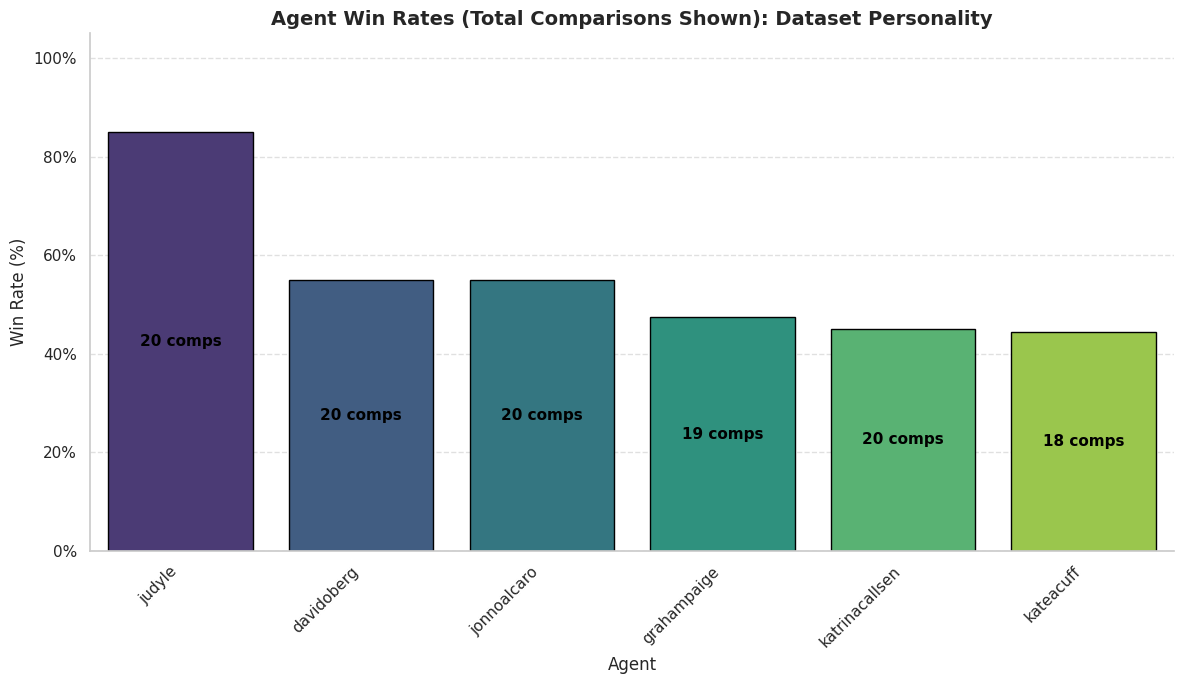 Agent Win Rates (Total Comparisons Shown): Dataset Personality
Win Rate (%)
100%
80%
60%
40%
20%
0%
20 comps
20 comps
20 comps
19 comps
20 comps
18 comps
judyle
davidoberg
jonnoalcaro
grahampaige
katrinacallsen
kateacuff
Agent